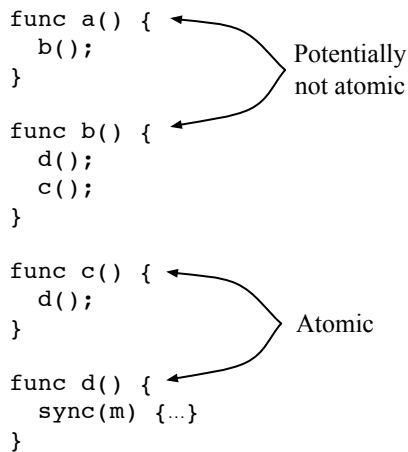 func a() {
b();
}
Potentially
not atomic
func b() {
d();
c();
}
func c() {
d();
}
Atomic
func d() {
sync(m) {...}
}